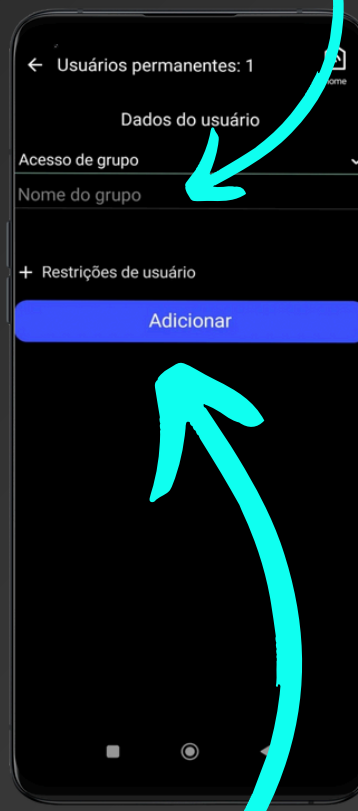 Usuários permanentes: 1
Dados do usuário
Acesso de grupo
Nome do grupo
+ Restrições de usuário
Adicionar